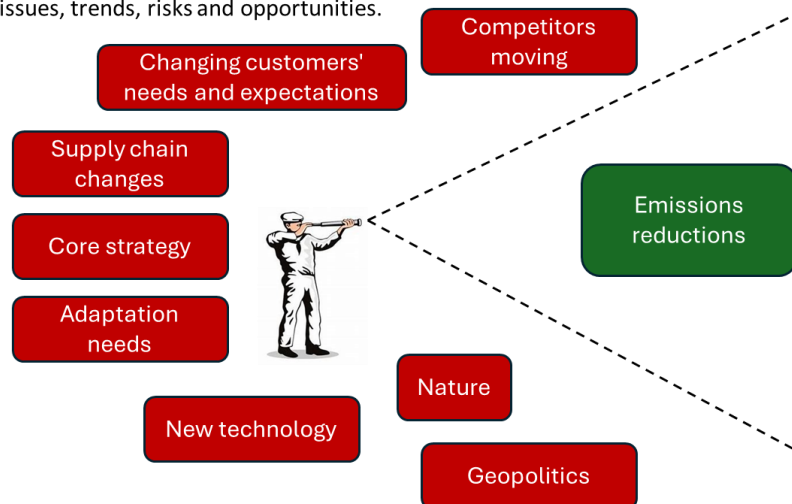 issues, trends, risks and opportunities.
Competitors
moving
Changing customers'
needs and expectations
Supply chain
changes
Emissions
reductions
Core strategy
Adaptation
needs
Nature
New technology
Geopolitics